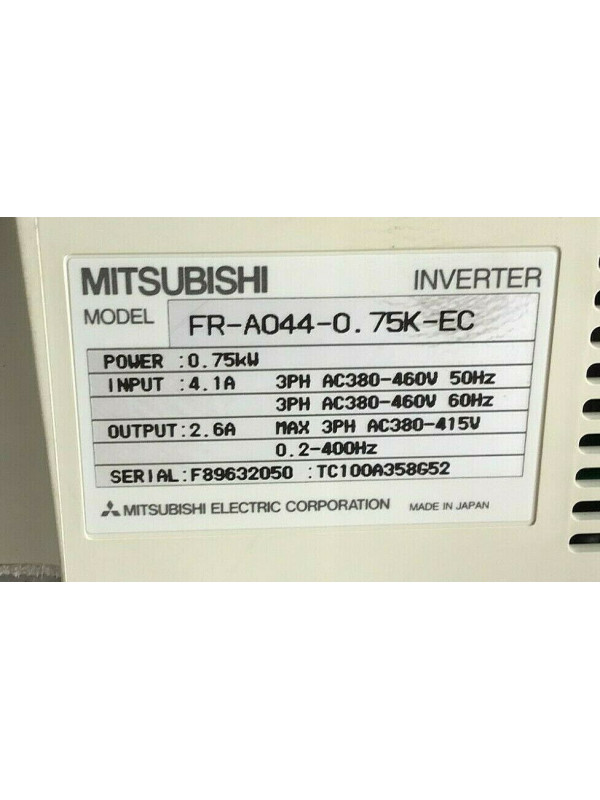 MITSUBISHI INVERTER
MODEL FR-A044-0.75K-EC
POWER :0.75kW
INPUT :4.1A 3PH AC380-460V 50Hz
3PH AC380-460V 60Hz
OUTPUT:2.6A MAX 3PH AC380-415V
0.2-400Hz
SERIAL:F89632050 :TC100A358G52
MITSUBISHI ELECTRIC CORPORATION MADE IN JAPAN